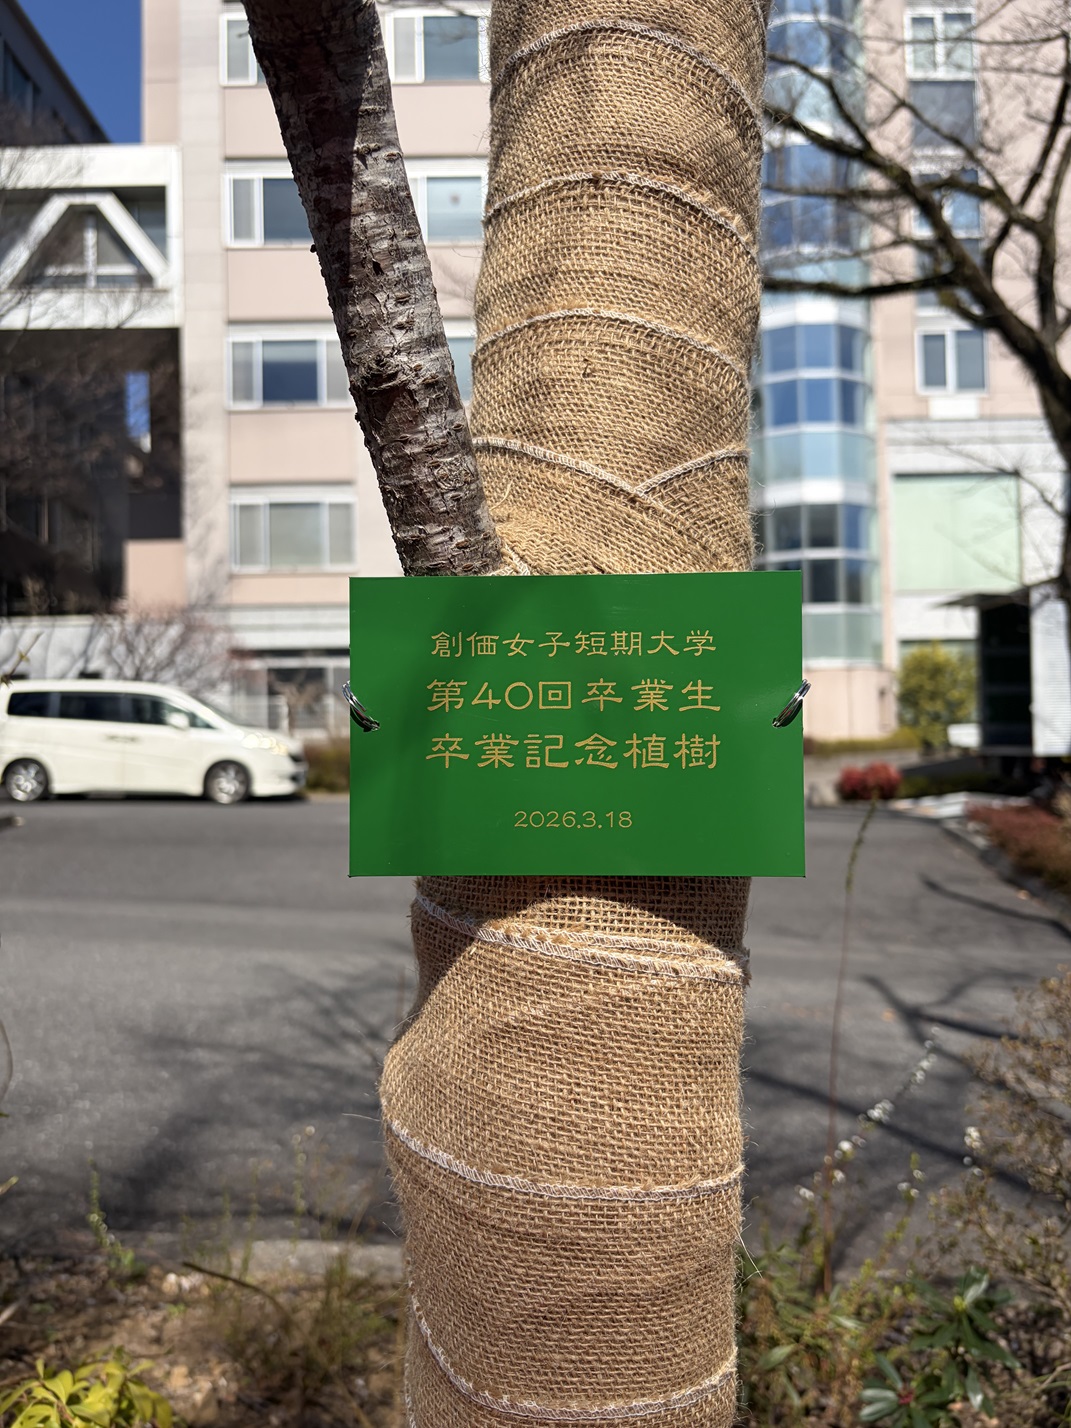 創価女子短期大学
第40回卒業生
卒業記念植樹
2026.3.18